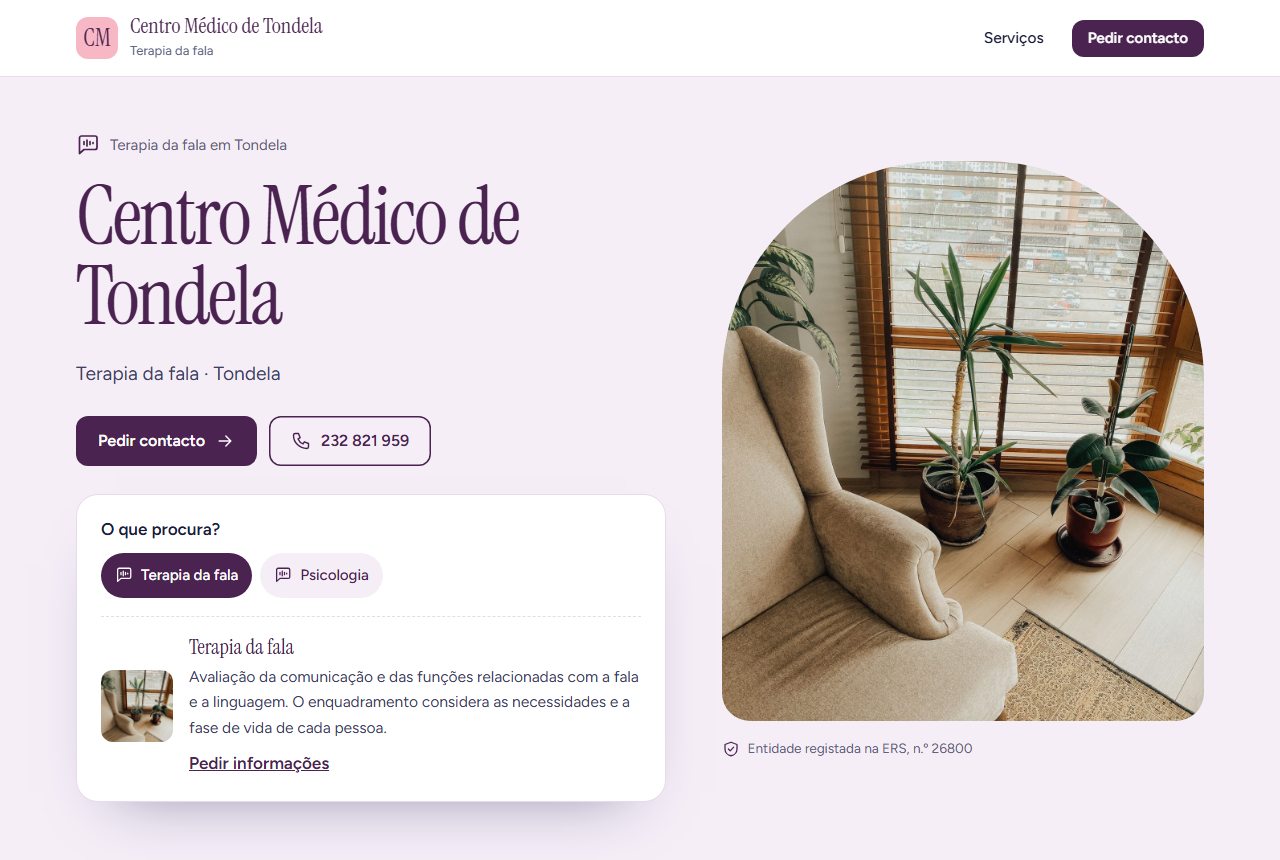 CM
Centro Médico de Tondela
Terapia da fala
Serviços
Pedir contacto
Terapia da fala em Tondela
Centro Médico de
Tondela
Terapia da fala · Tondela
Pedir contacto
232 821 959
O que procura?
Terapia da fala
Psicologia
Terapia da fala
Avaliação da comunicação e das funções relacionadas com a fala
e a linguagem. O enquadramento considera as necessidades e a
fase de vida de cada pessoa.
Pedir informações
Entidade registada na ERS, n.º 26800